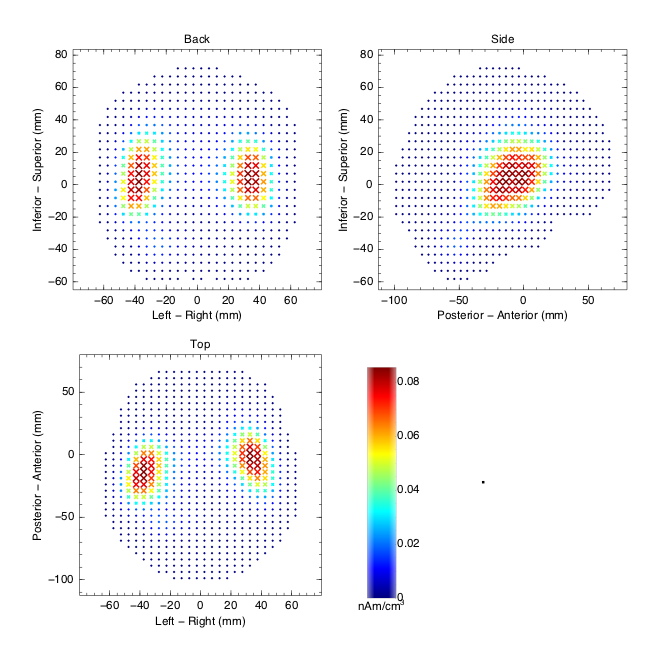 Back
80
60
40
20
0
−20
−40
−60
Inferior − Superior (mm)
−60 −40 −20 0 20 40 60
Left − Right (mm)
Side
80
60
40
20
0
−20
−40
−60
Inferior − Superior (mm)
−100 −50 0 50
Posterior − Anterior (mm)
Top
50
0
−50
−100
Posterior − Anterior (mm)
−60 −40 −20 0 20 40 60
Left − Right (mm)
0.08
0.06
0.04
0.02
0
nAm/cm³